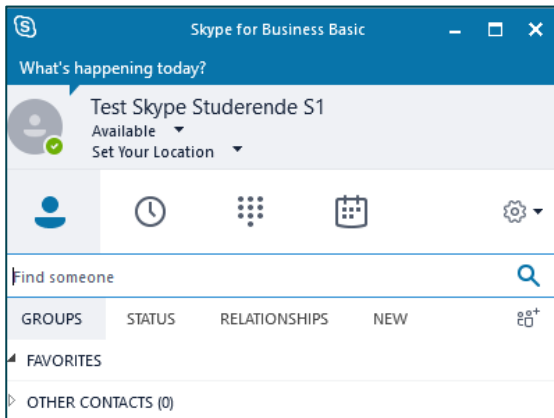 Skype for Business Basic
What's happening today?
Test Skype Studerende S1
Available
Set Your Location
Find someone
GROUPS STATUS RELATIONSHIPS NEW
FAVORITES
OTHER CONTACTS (0)